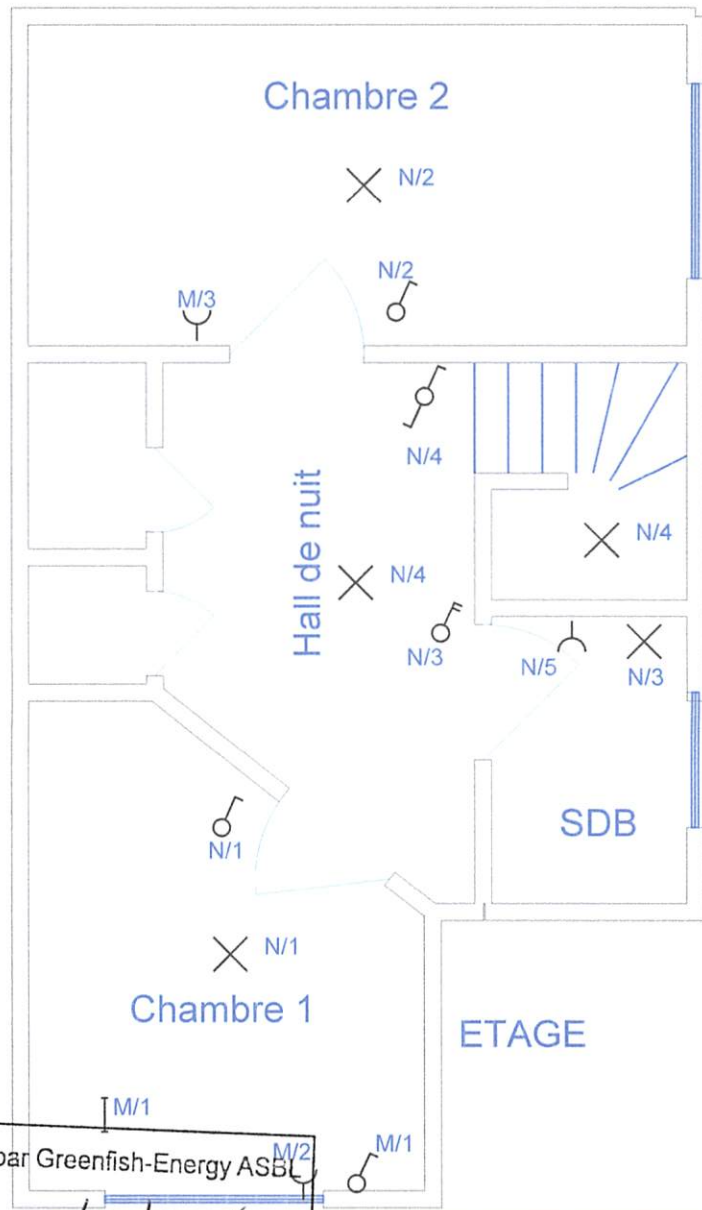 Chambre 2
N/2
N/2
M/3
N/4
N/4
Hall de nuit
N/4
N/3
N/5
N/3
SDB
N/1
N/1
Chambre 1
ETAGE
M/1
M/2
M/1
par Greenfish-Energy ASBL